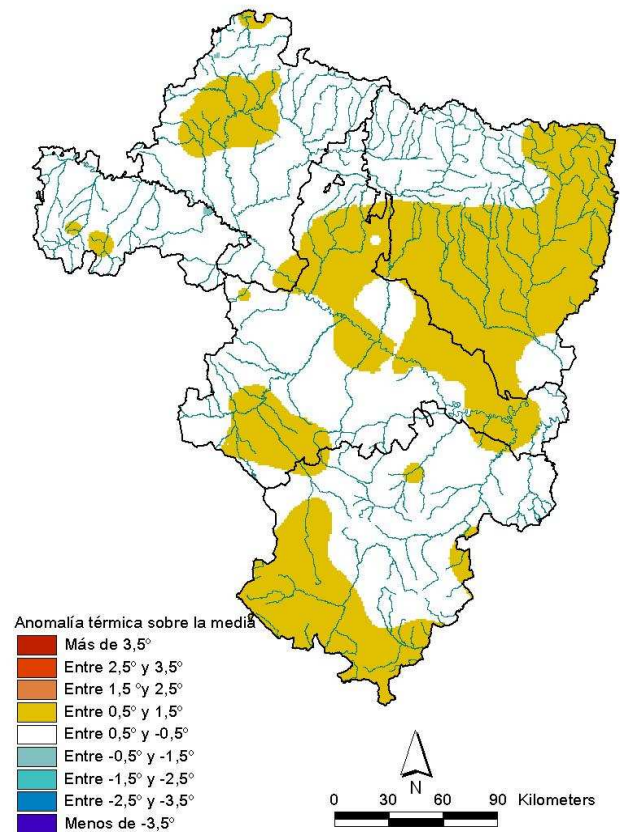 Anomalía térmica sobre la media
Más de 3,5°
Entre 2,5° y 3,5°
Entre 1,5 °y 2,5°
Entre 0,5° y 1,5°
Entre 0,5° y -0,5°
Entre -0,5° y -1,5°
Entre -1,5° y -2,5°
Entre -2,5° y -3,5°
Menos de -3,5°
N
0 30 60 90 Kilometers